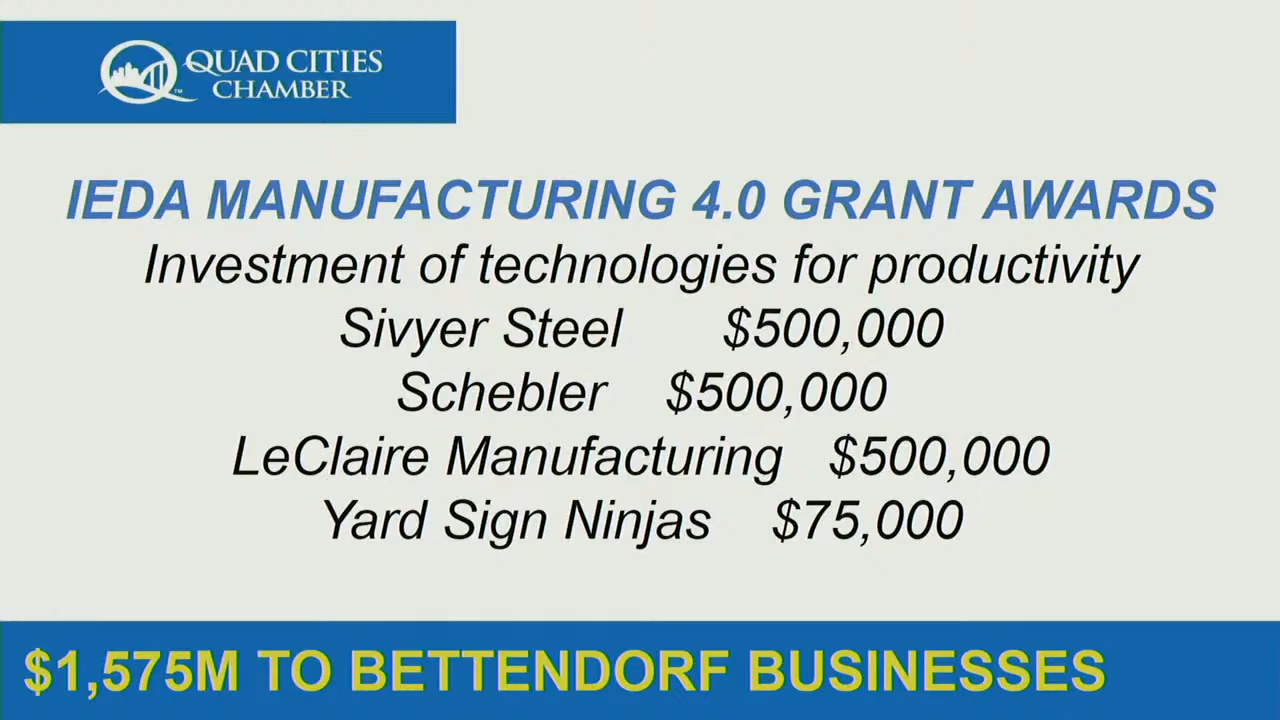 QUAD CITIES
CHAMBER
IEDA MANUFACTURING 4.0 GRANT AWARDS
Investment of technologies for productivity
Sivyer Steel $500,000
Schebler $500,000
LeClaire Manufacturing $500,000
Yard Sign Ninjas $75,000
$1,575M TO BETTENDORF BUSINESSES